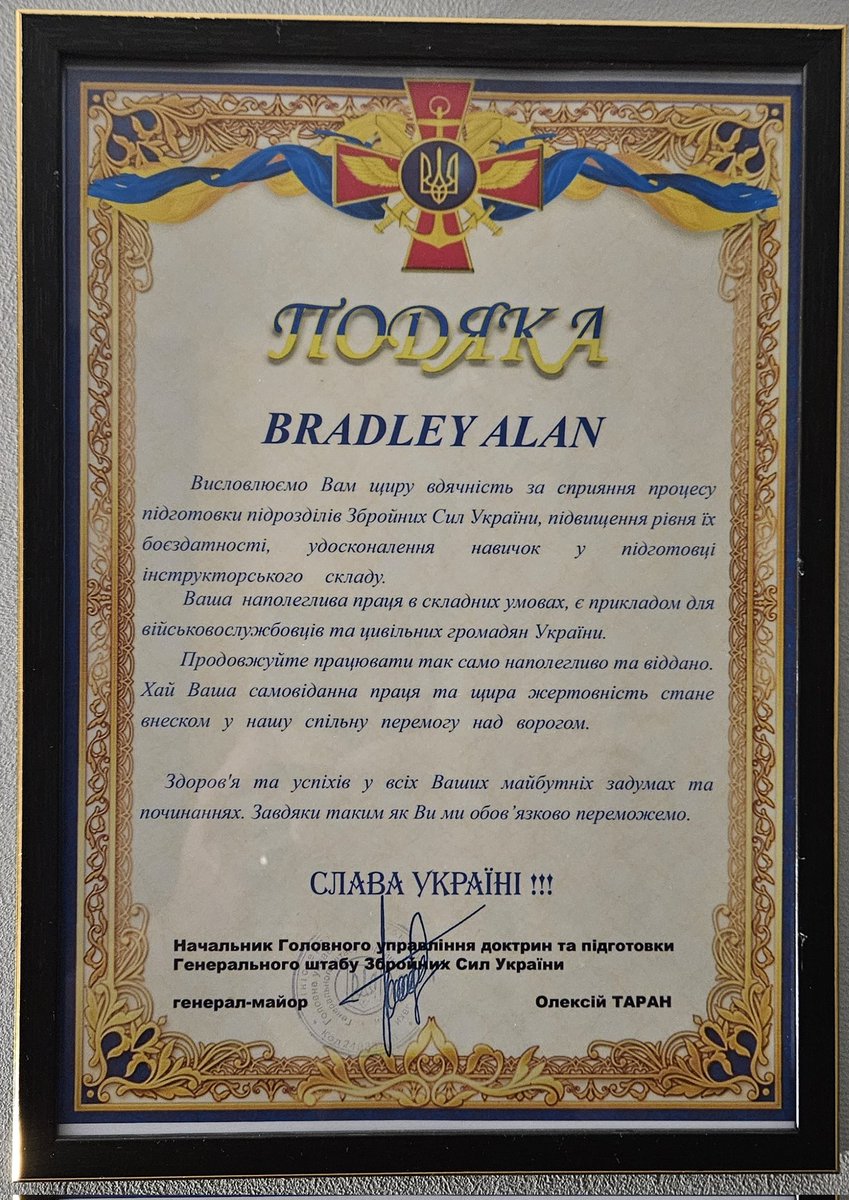 ПОДЯКА
BRADLEY ALAN
Висловлюємо Вам щиру вдячність за сприяння процесу
підготовки підрозділів Збройних Сил України, підвищення рівня їх
боєздатності, удосконалення навичок у підготовці
інструкторського складу.
Ваша наполеглива праця в складних умовах, є прикладом для
військовослужбовців та цивільних громадян України.
Продовжуйте працювати так само наполегливо та віддано.
Хай Ваша самовіданна праця та щира жертовність стане
внеском у нашу спільну перемогу над ворогом.
Здоров'я та успіхів у всіх Ваших майбутніх задумах та
починаннях. Завдяки таким як Ви ми обов’язково переможемо.
СЛАВА УКРАЇНІ !!!
Начальник Головного управління доктрин та підготовки
Генерального штабу Збройних Сил України
генерал-майор Олексій ТАРАН